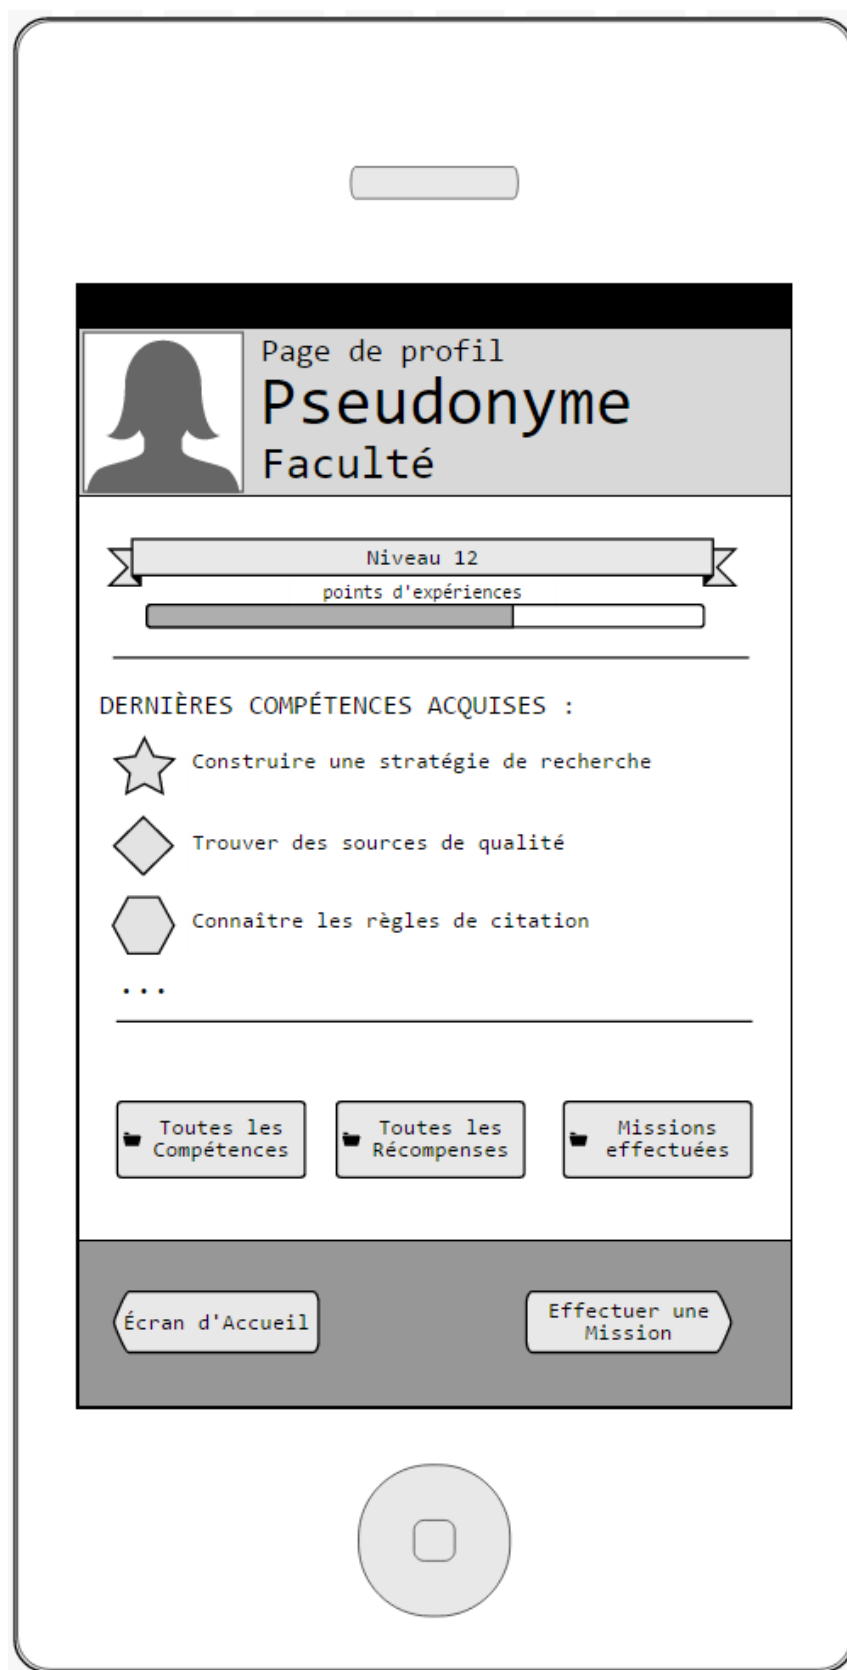 Page de profil
Pseudonyme
Faculté
Niveau 12
points d'expériences
DERNIÈRES COMPÉTENCES ACQUISES :
Construire une stratégie de recherche
Trouver des sources de qualité
Connaître les règles de citation
...
Toutes les
Compétences
Toutes les
Récompenses
Missions
effectuées
Écran d'Accueil
Effectuer une
Mission